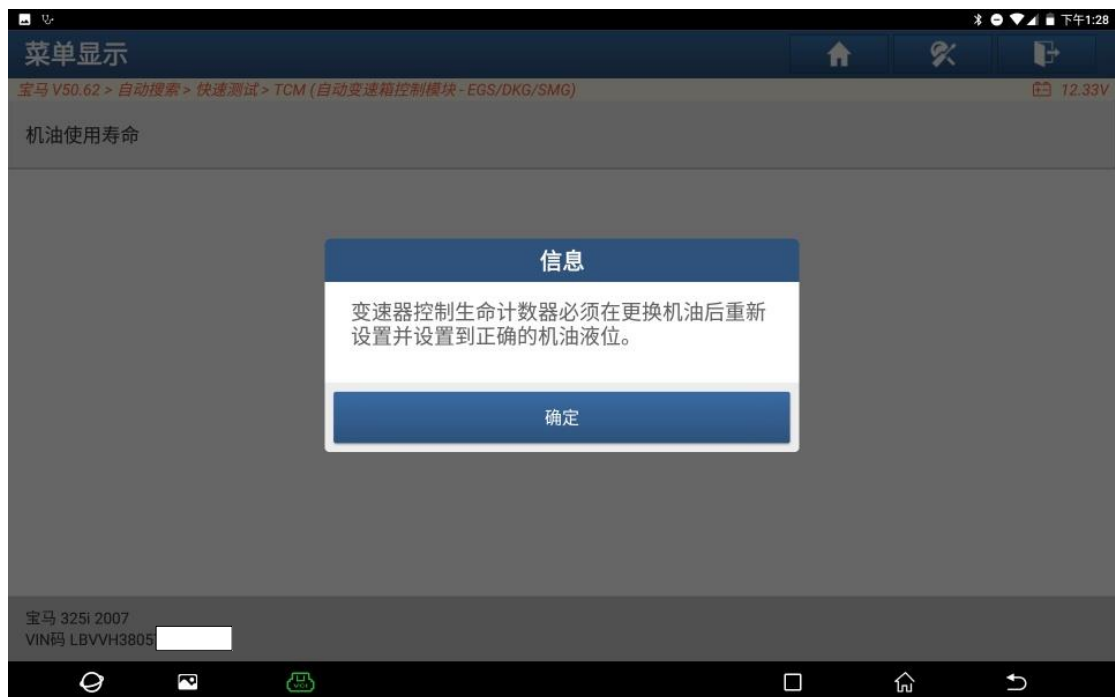 下午1:28
菜单显示
宝马 V50.62 > 自动搜索 > 快速测试 > TCM (自动变速箱控制模块 - EGS/DKG/SMG)
12.33V
机油使用寿命
信息
变速器控制生命计数器必须在更换机油后重新
设置并设置到正确的机油液位。
确定
宝马 325i 2007
VIN码 LBVVH3805
VCI